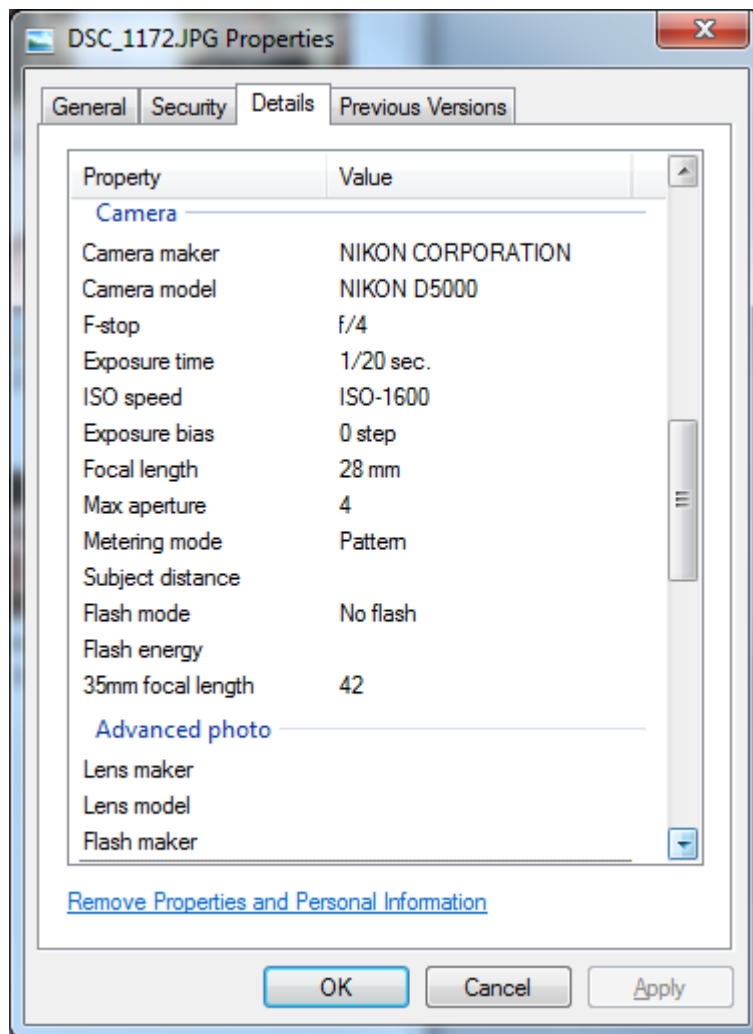 DSC_1172.JPG Properties
General Security Details Previous Versions
Property Value
Camera
Camera maker NIKON CORPORATION
Camera model NIKON D5000
F-stop f/4
Exposure time 1/20 sec.
ISO speed ISO-1600
Exposure bias 0 step
Focal length 28 mm
Max aperture 4
Metering mode Pattern
Subject distance
Flash mode No flash
Flash energy
35mm focal length 42
Advanced photo
Lens maker
Lens model
Flash maker
Remove Properties and Personal Information
OK Cancel Apply